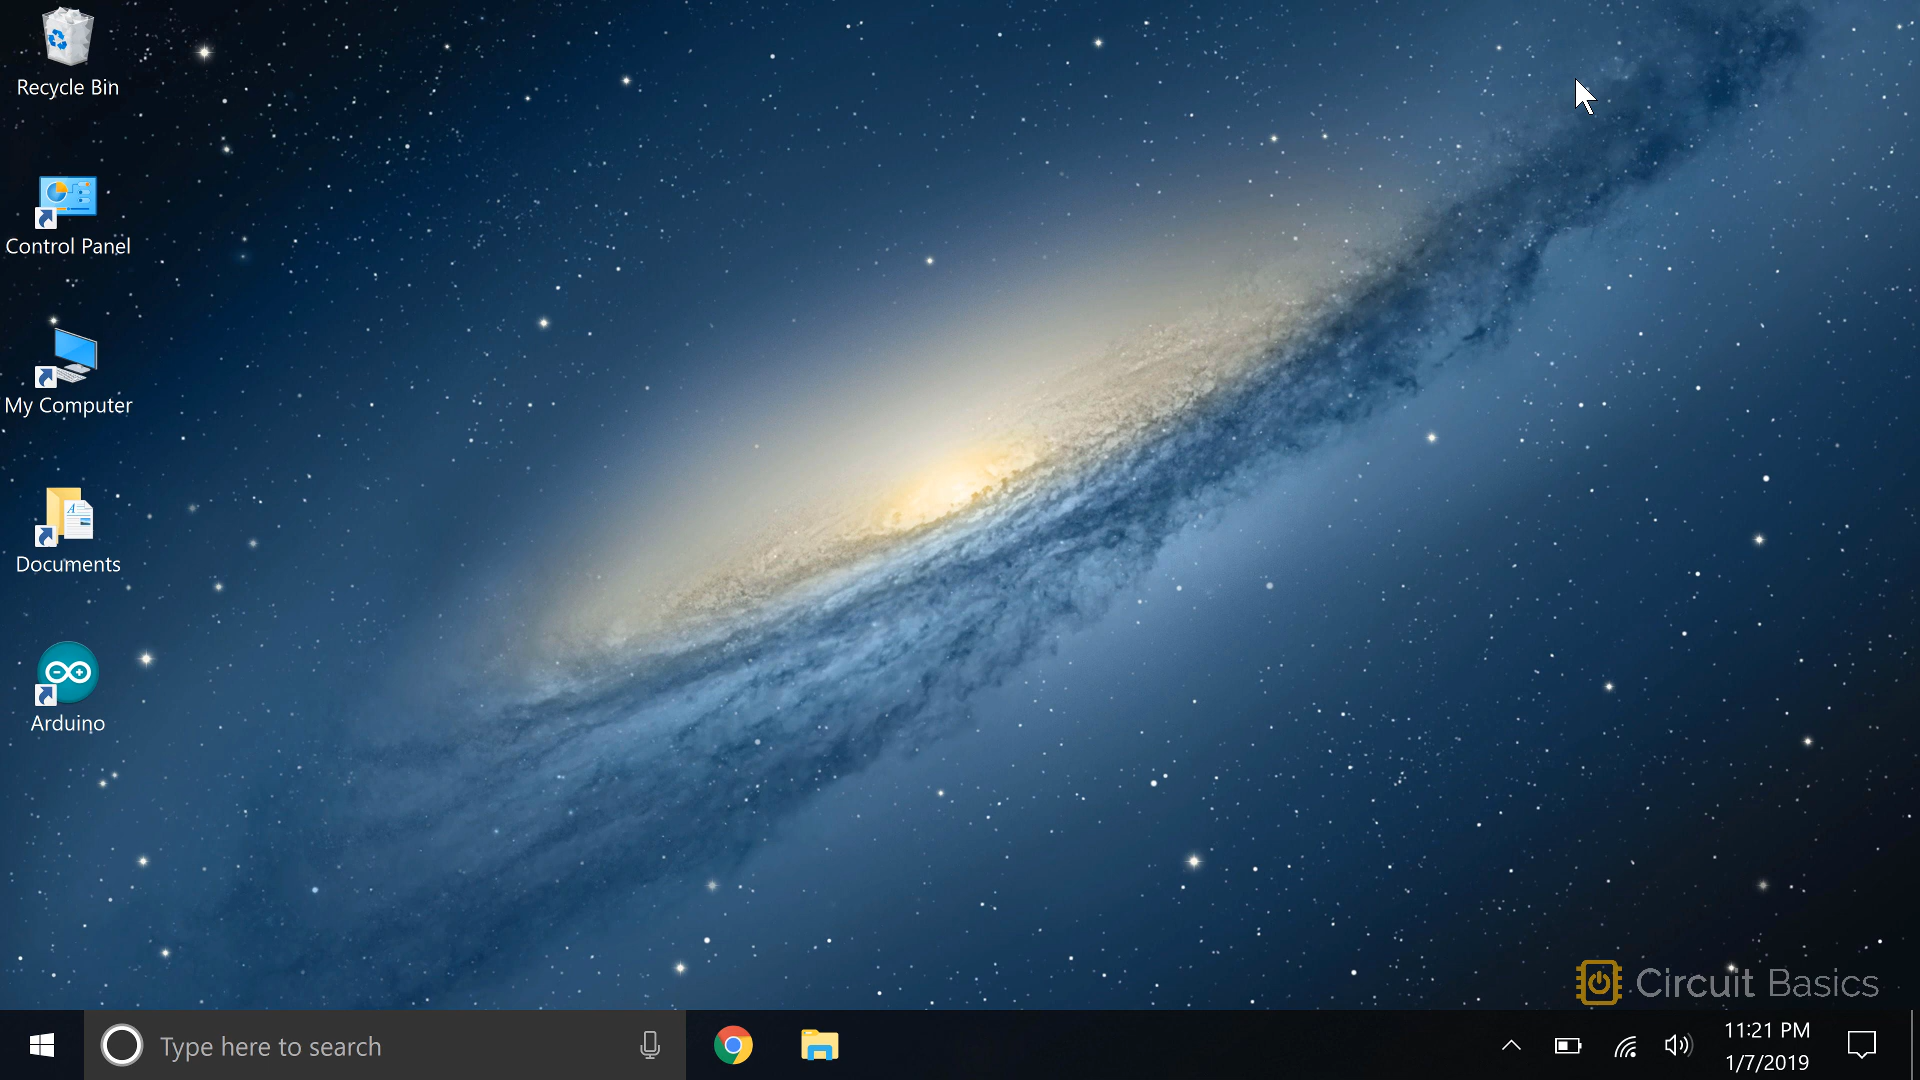 Recycle Bin
Control Panel
My Computer
Documents
Arduino
Circuit Basics
Type here to search
11:21 PM
1/7/2019